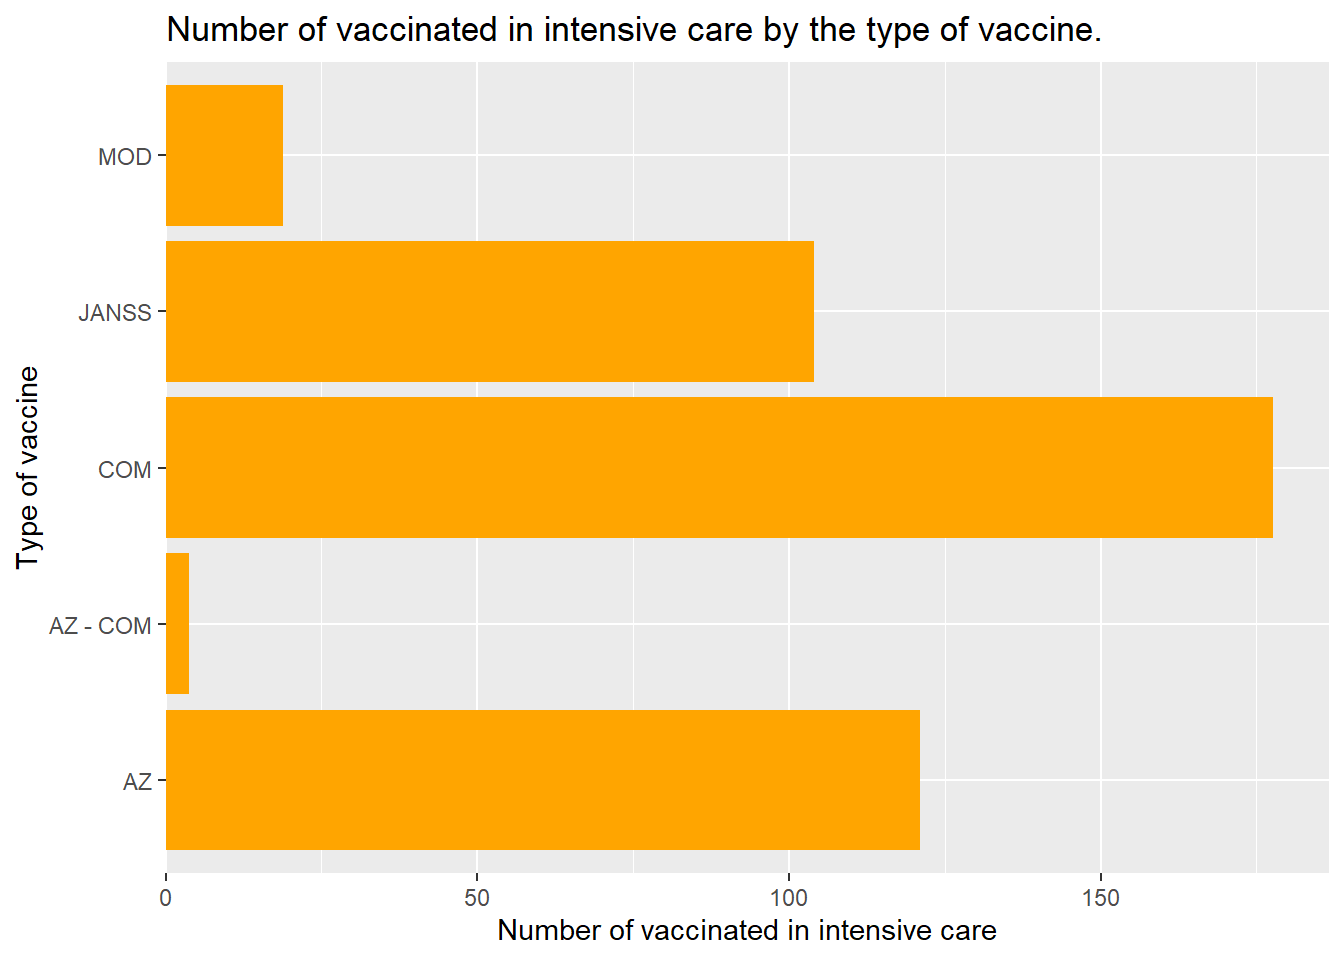 Number of vaccinated in intensive care by the type of vaccine.
Type of vaccine
MOD
JANSS
COM
AZ - COM
AZ
0 50 100 150
Number of vaccinated in intensive care